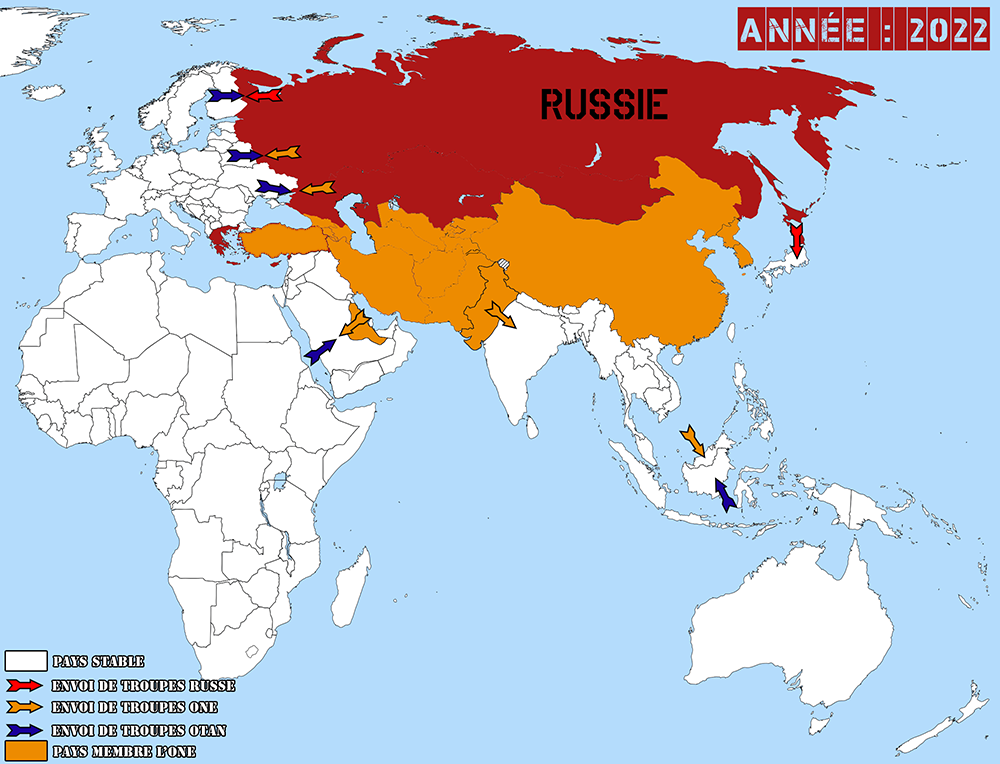 ANNÉE : 2022
RUSSIE
PAYS STABLE
ENVOI DE TROUPES RUSSE
ENVOI DE TROUPES ONE
ENVOI DE TROUPES OTAN
PAYS MEMBRE L'ONE